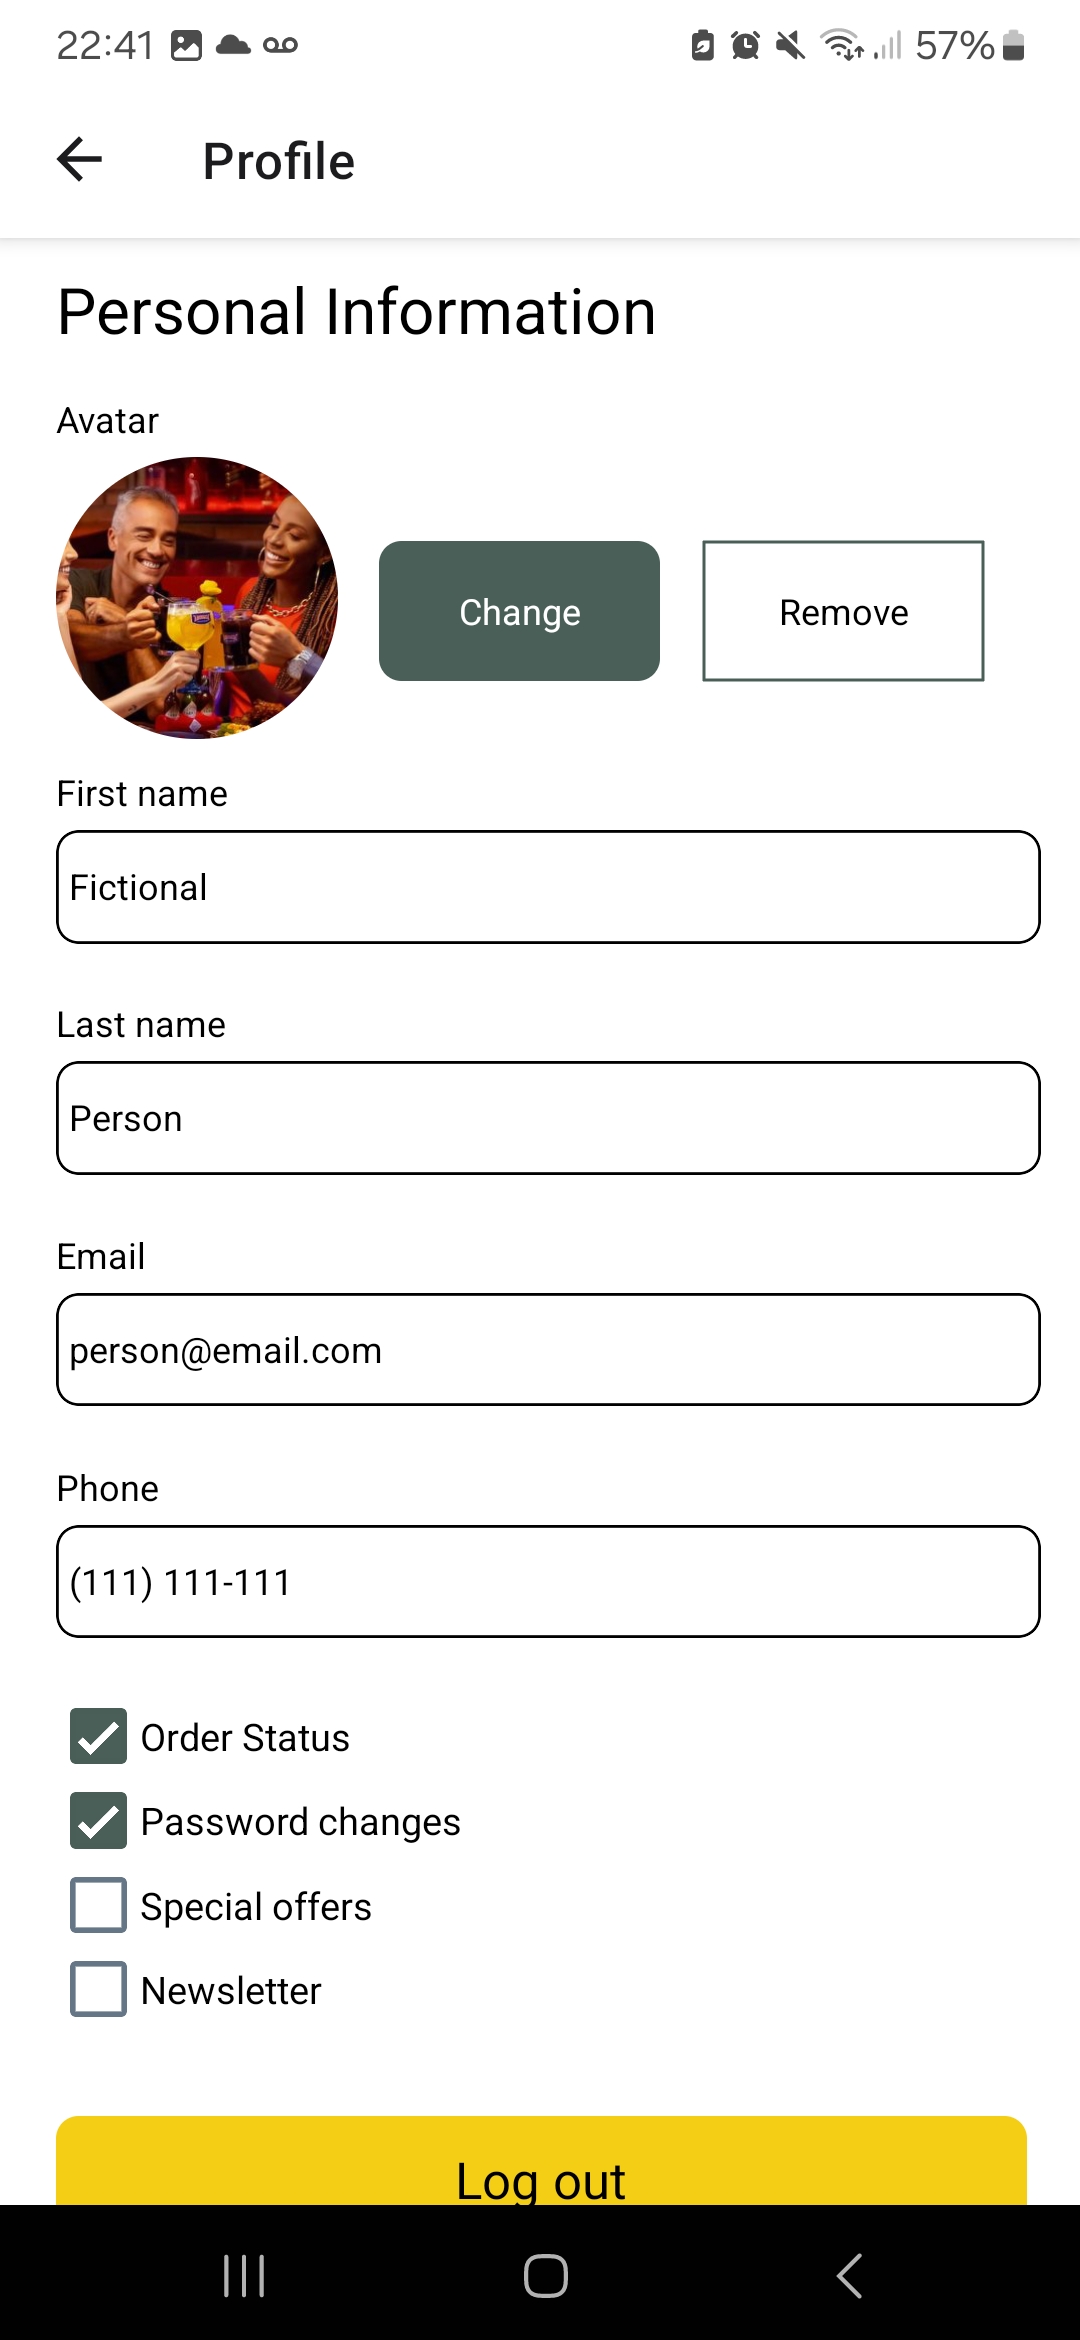 22:41 57%
Profile
Personal Information
Avatar
Change
Remove
First name
Fictional
Last name
Person
Email
person@email.com
Phone
(111) 111-111
Order Status
Password changes
Special offers
Newsletter
Log out